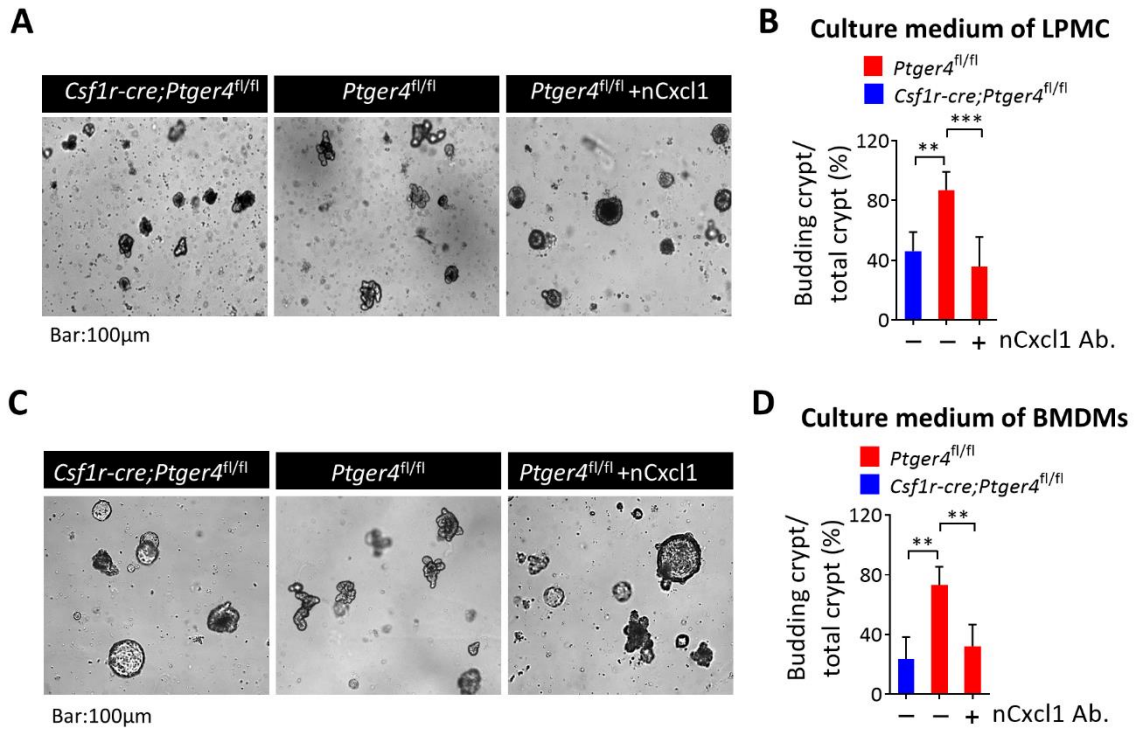 A
Csf1r-cre;Ptger4fl/fl
Ptger4fl/fl
Ptger4fl/fl +nCxcl1
Bar:100μm
B
Culture medium of LPMC
Ptger4fl/fl
Csf1r-cre;Ptger4fl/fl
Budding crypt/
total crypt (%)
120
80
40
0
** ***
− − + nCxcl1 Ab.
C
Csf1r-cre;Ptger4fl/fl
Ptger4fl/fl
Ptger4fl/fl +nCxcl1
Bar:100μm
D
Culture medium of BMDMs
Ptger4fl/fl
Csf1r-cre;Ptger4fl/fl
Budding crypt/
total crypt (%)
120
80
40
0
** **
− − + nCxcl1 Ab.